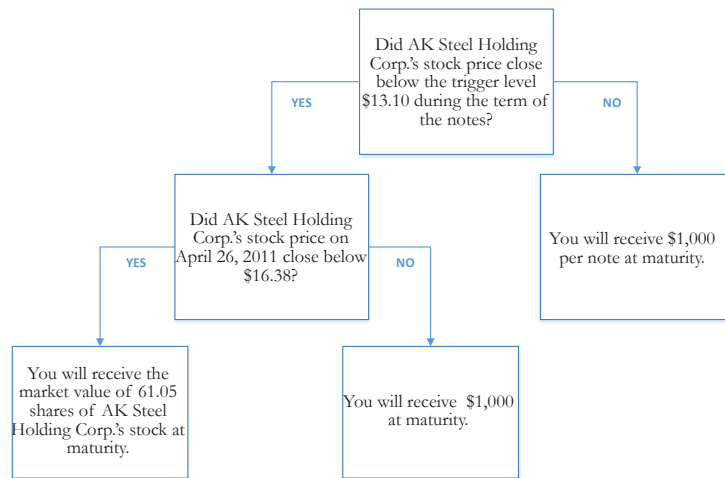 Did AK Steel Holding
Corp.'s stock price close
below the trigger level
$13.10 during the term of
the notes?
YES
NO
Did AK Steel Holding
Corp.'s stock price on
April 26, 2011 close below
$16.38?
You will receive $1,000
per note at maturity.
YES
NO
You will receive the
market value of 61.05
shares of AK Steel
Holding Corp.'s stock at
maturity.
You will receive $1,000
at maturity.